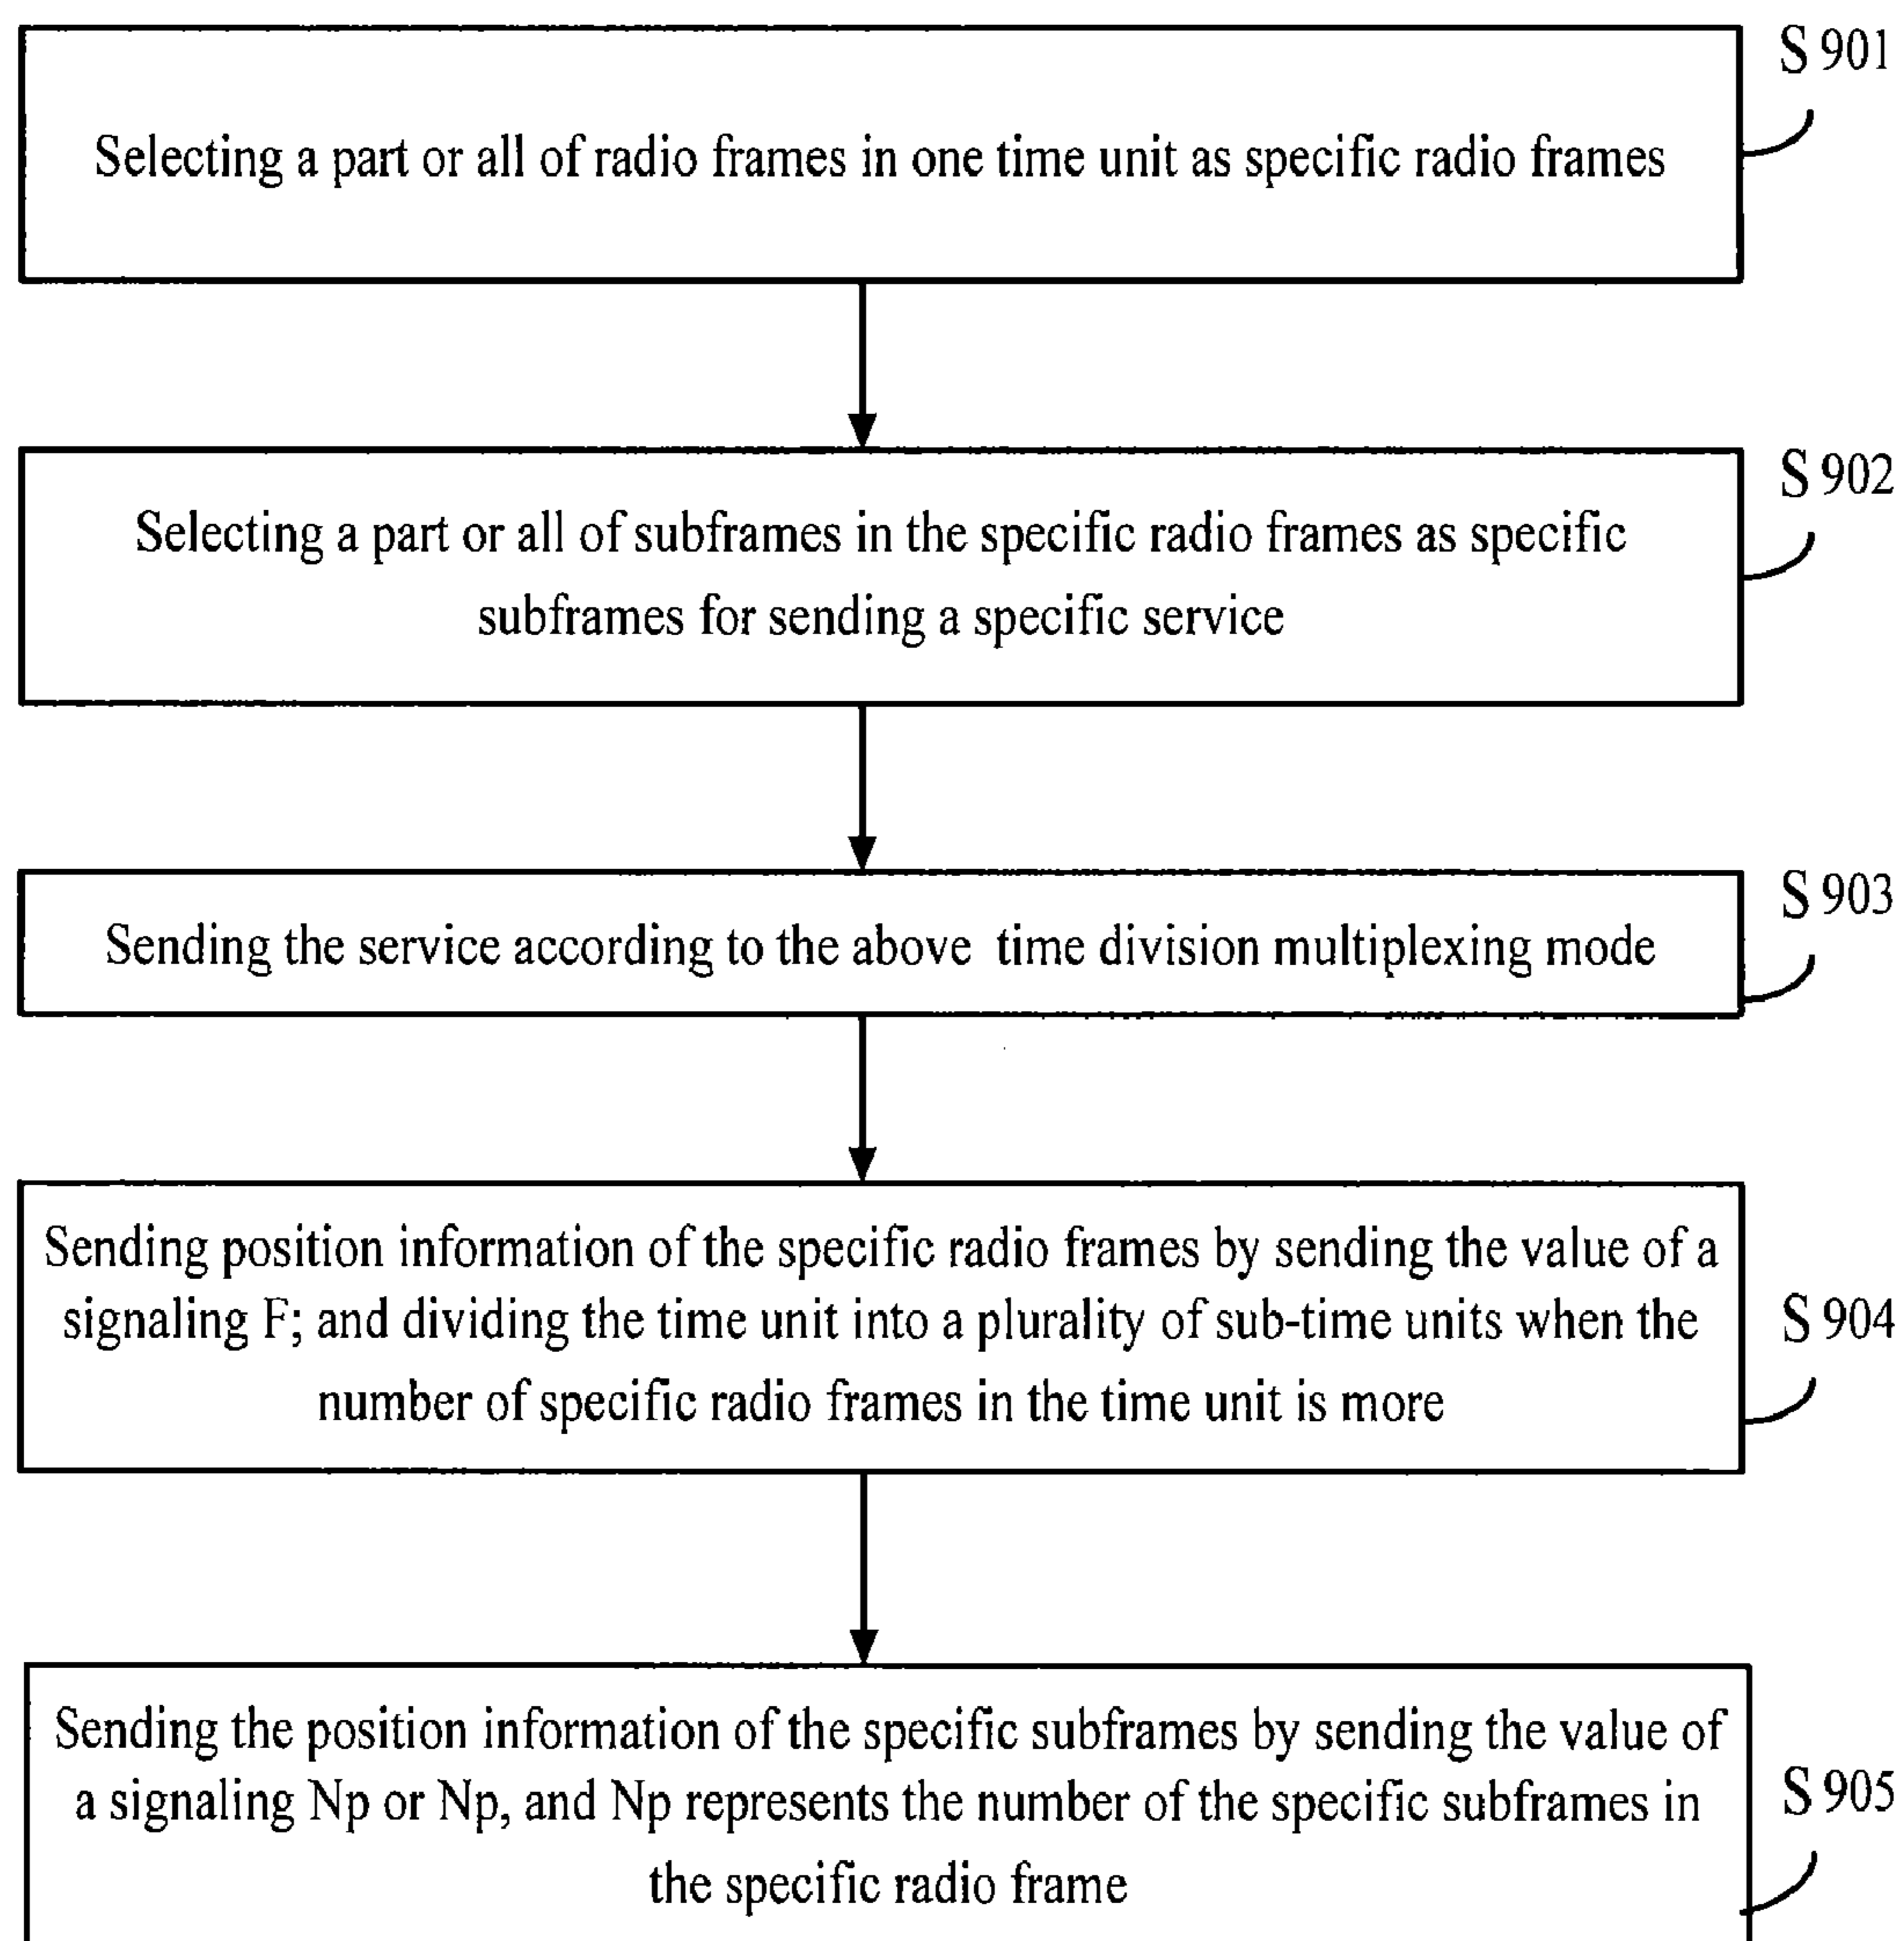 S 901
Selecting a part or all of radio frames in one time unit as specific radio frames
S 902
Selecting a part or all of subframes in the specific radio frames as specific
subframes for sending a specific service
S 903
Sending the service according to the above time division multiplexing mode
Sending position information of the specific radio frames by sending the value of a
signaling F; and dividing the time unit into a plurality of sub-time units when the
S 904
number of specific radio frames in the time unit is more
Sending the position information of the specific subframes by sending the value of
a signaling Np or Np, and Np represents the number of the specific subframes in
S 905
the specific radio frame